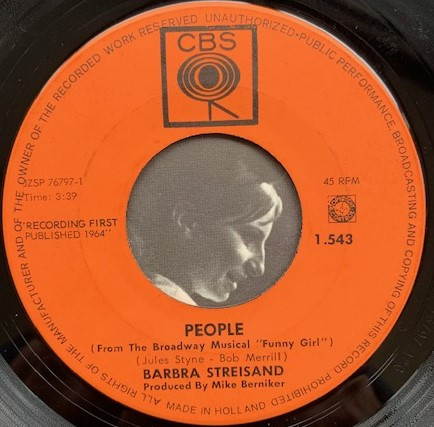 ALL RIGHTS OF THE MANUFACTURER AND OF THE OWNER OF THE RECORDED WORK RESERVED UNAUTHORIZED·PUBLIC PERFORMANCE, BROADCASTING AND COPYING OF THIS RECORD PROHIBITED
CBS
JZSP 76797-1
Time: 3:39
45 RPM
"RECORDING FIRST
PUBLISHED 1964"
1.543
PEOPLE
(From The Broadway Musical "Funny Girl")
(Jules Styne - Bob Merrill)
BARBRA STREISAND
Produced By Mike Berniker
MADE IN HOLLAND